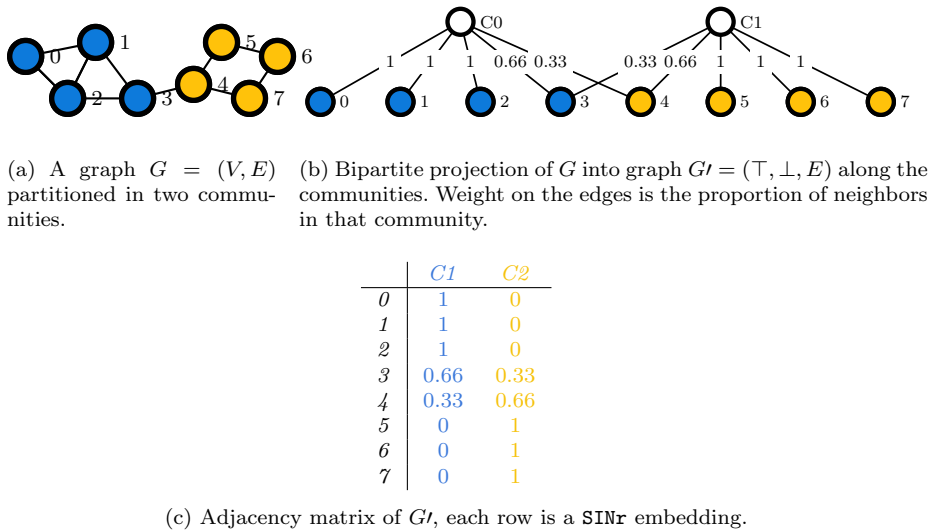 0 1 2 3 4 5 6 7
C0 C1
1 1 1 0.66 0.33 0.33 0.66 1 1 1
0 1 2 3 4 5 6 7
(a) A graph G = (V, E)
partitioned in two commu-
nities.
(b) Bipartite projection of G into graph G′ = (⊤, ⊥, E) along the
communities. Weight on the edges is the proportion of neighbors
in that community.
C1 C2
0 1 0
1 1 0
2 1 0
3 0.66 0.33
4 0.33 0.66
5 0 1
6 0 1
7 0 1
(c) Adjacency matrix of G′, each row is a SINr embedding.